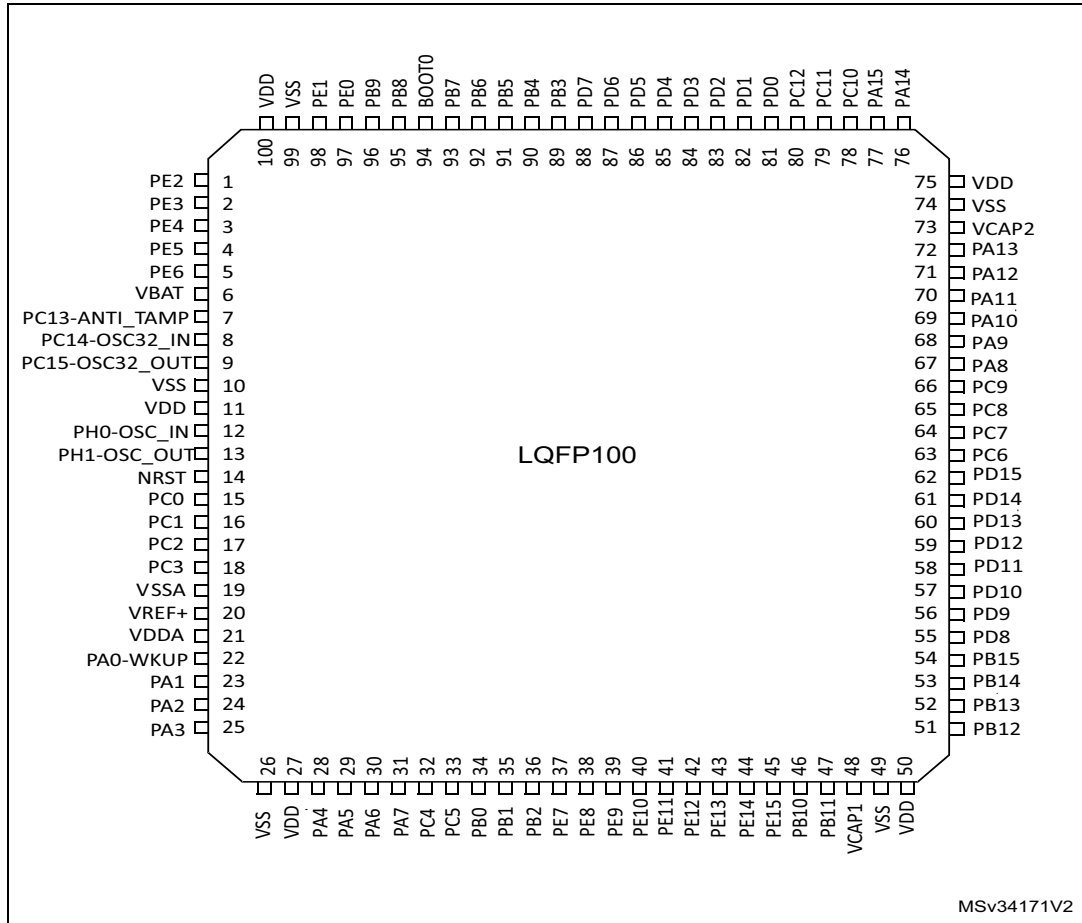 VDD VSS PE1 PE0 PB9 PB8 BOOT0 PB7 PB6 PB5 PB4 PB3 PD7 PD6 PD5 PD4 PD3 PD2 PD1 PD0 PC12 PC11 PC10 PA15 PA14
100 99 98 97 96 95 94 93 92 91 90 89 88 87 86 85 84 83 82 81 80 79 78 77 76
PE2 1 75 VDD
PE3 2 74 VSS
PE4 3 73 VCAP2
PE5 4 72 PA13
PE6 5 71 PA12
VBAT 6 70 PA11
PC13-ANTI_TAMP 7 69 PA10
PC14-OSC32_IN 8 68 PA9
PC15-OSC32_OUT 9 67 PA8
VSS 10 66 PC9
VDD 11 65 PC8
PH0-OSC_IN 12 64 PC7
PH1-OSC_OUT 13 LQFP100 63 PC6
NRST 14 62 PD15
PC0 15 61 PD14
PC1 16 60 PD13
PC2 17 59 PD12
PC3 18 58 PD11
VSSA 19 57 PD10
VREF+ 20 56 PD9
VDDA 21 55 PD8
PA0-WKUP 22 54 PB15
PA1 23 53 PB14
PA2 24 52 PB13
PA3 25 51 PB12
26 27 28 29 30 31 32 33 34 35 36 37 38 39 40 41 42 43 44 45 46 47 48 49 50
VSS VDD PA4 PA5 PA6 PA7 PC4 PC5 PB0 PB1 PB2 PE7 PE8 PE9 PE10 PE11 PE12 PE13 PE14 PE15 PB10 PB11 VCAP1 VSS VDD
MSv34171V2